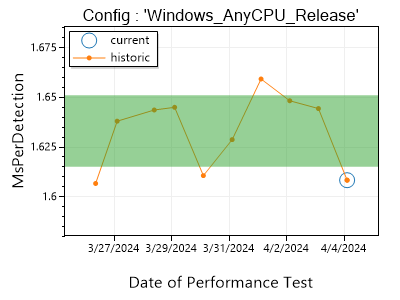 Config : 'Windows_AnyCPU_Release'
current
historic
1.675
1.65
1.625
1.6
MsPerDetection
3/27/2024 3/29/2024 3/31/2024 4/2/2024 4/4/2024
Date of Performance Test